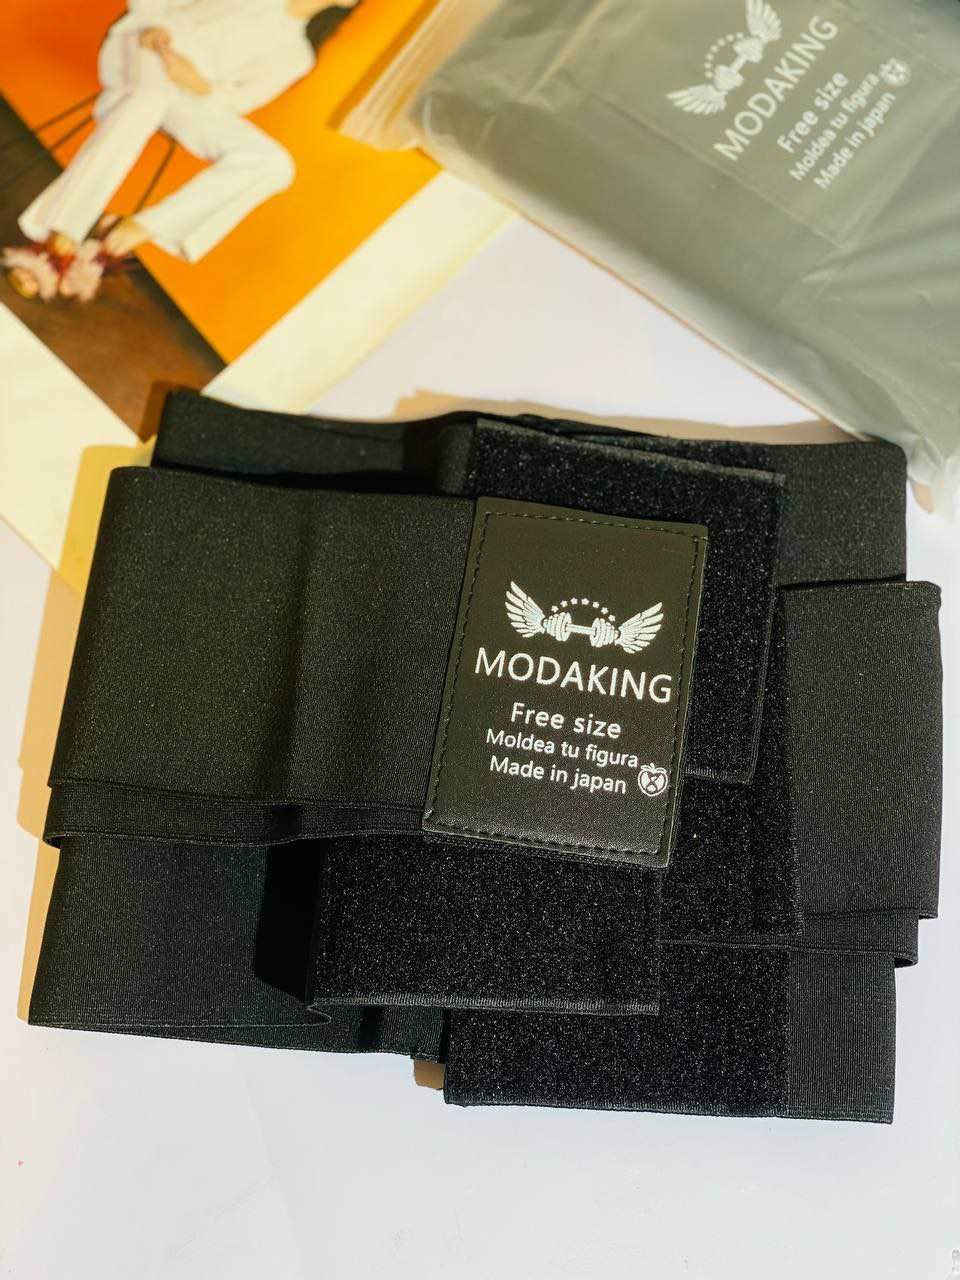 MODAKING
Free size
Moldea tu figura
Made in japan
MODAKING
Free size
Moldea tu figura
Made in japan